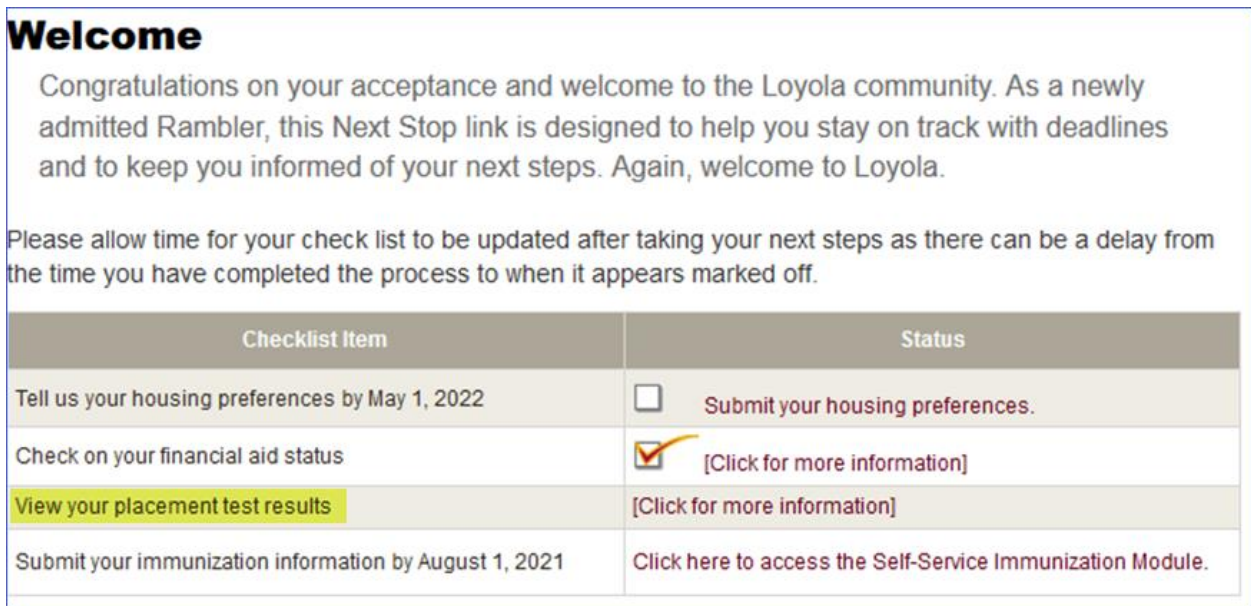 Welcome
Congratulations on your acceptance and welcome to the Loyola community. As a newly
admitted Rambler, this Next Stop link is designed to help you stay on track with deadlines
and to keep you informed of your next steps. Again, welcome to Loyola.
Please allow time for your check list to be updated after taking your next steps as there can be a delay from
the time you have completed the process to when it appears marked off.
Checklist Item Status
Tell us your housing preferences by May 1, 2022 Submit your housing preferences.
Check on your financial aid status [Click for more information]
View your placement test results [Click for more information]
Submit your immunization information by August 1, 2021 Click here to access the Self-Service Immunization Module.